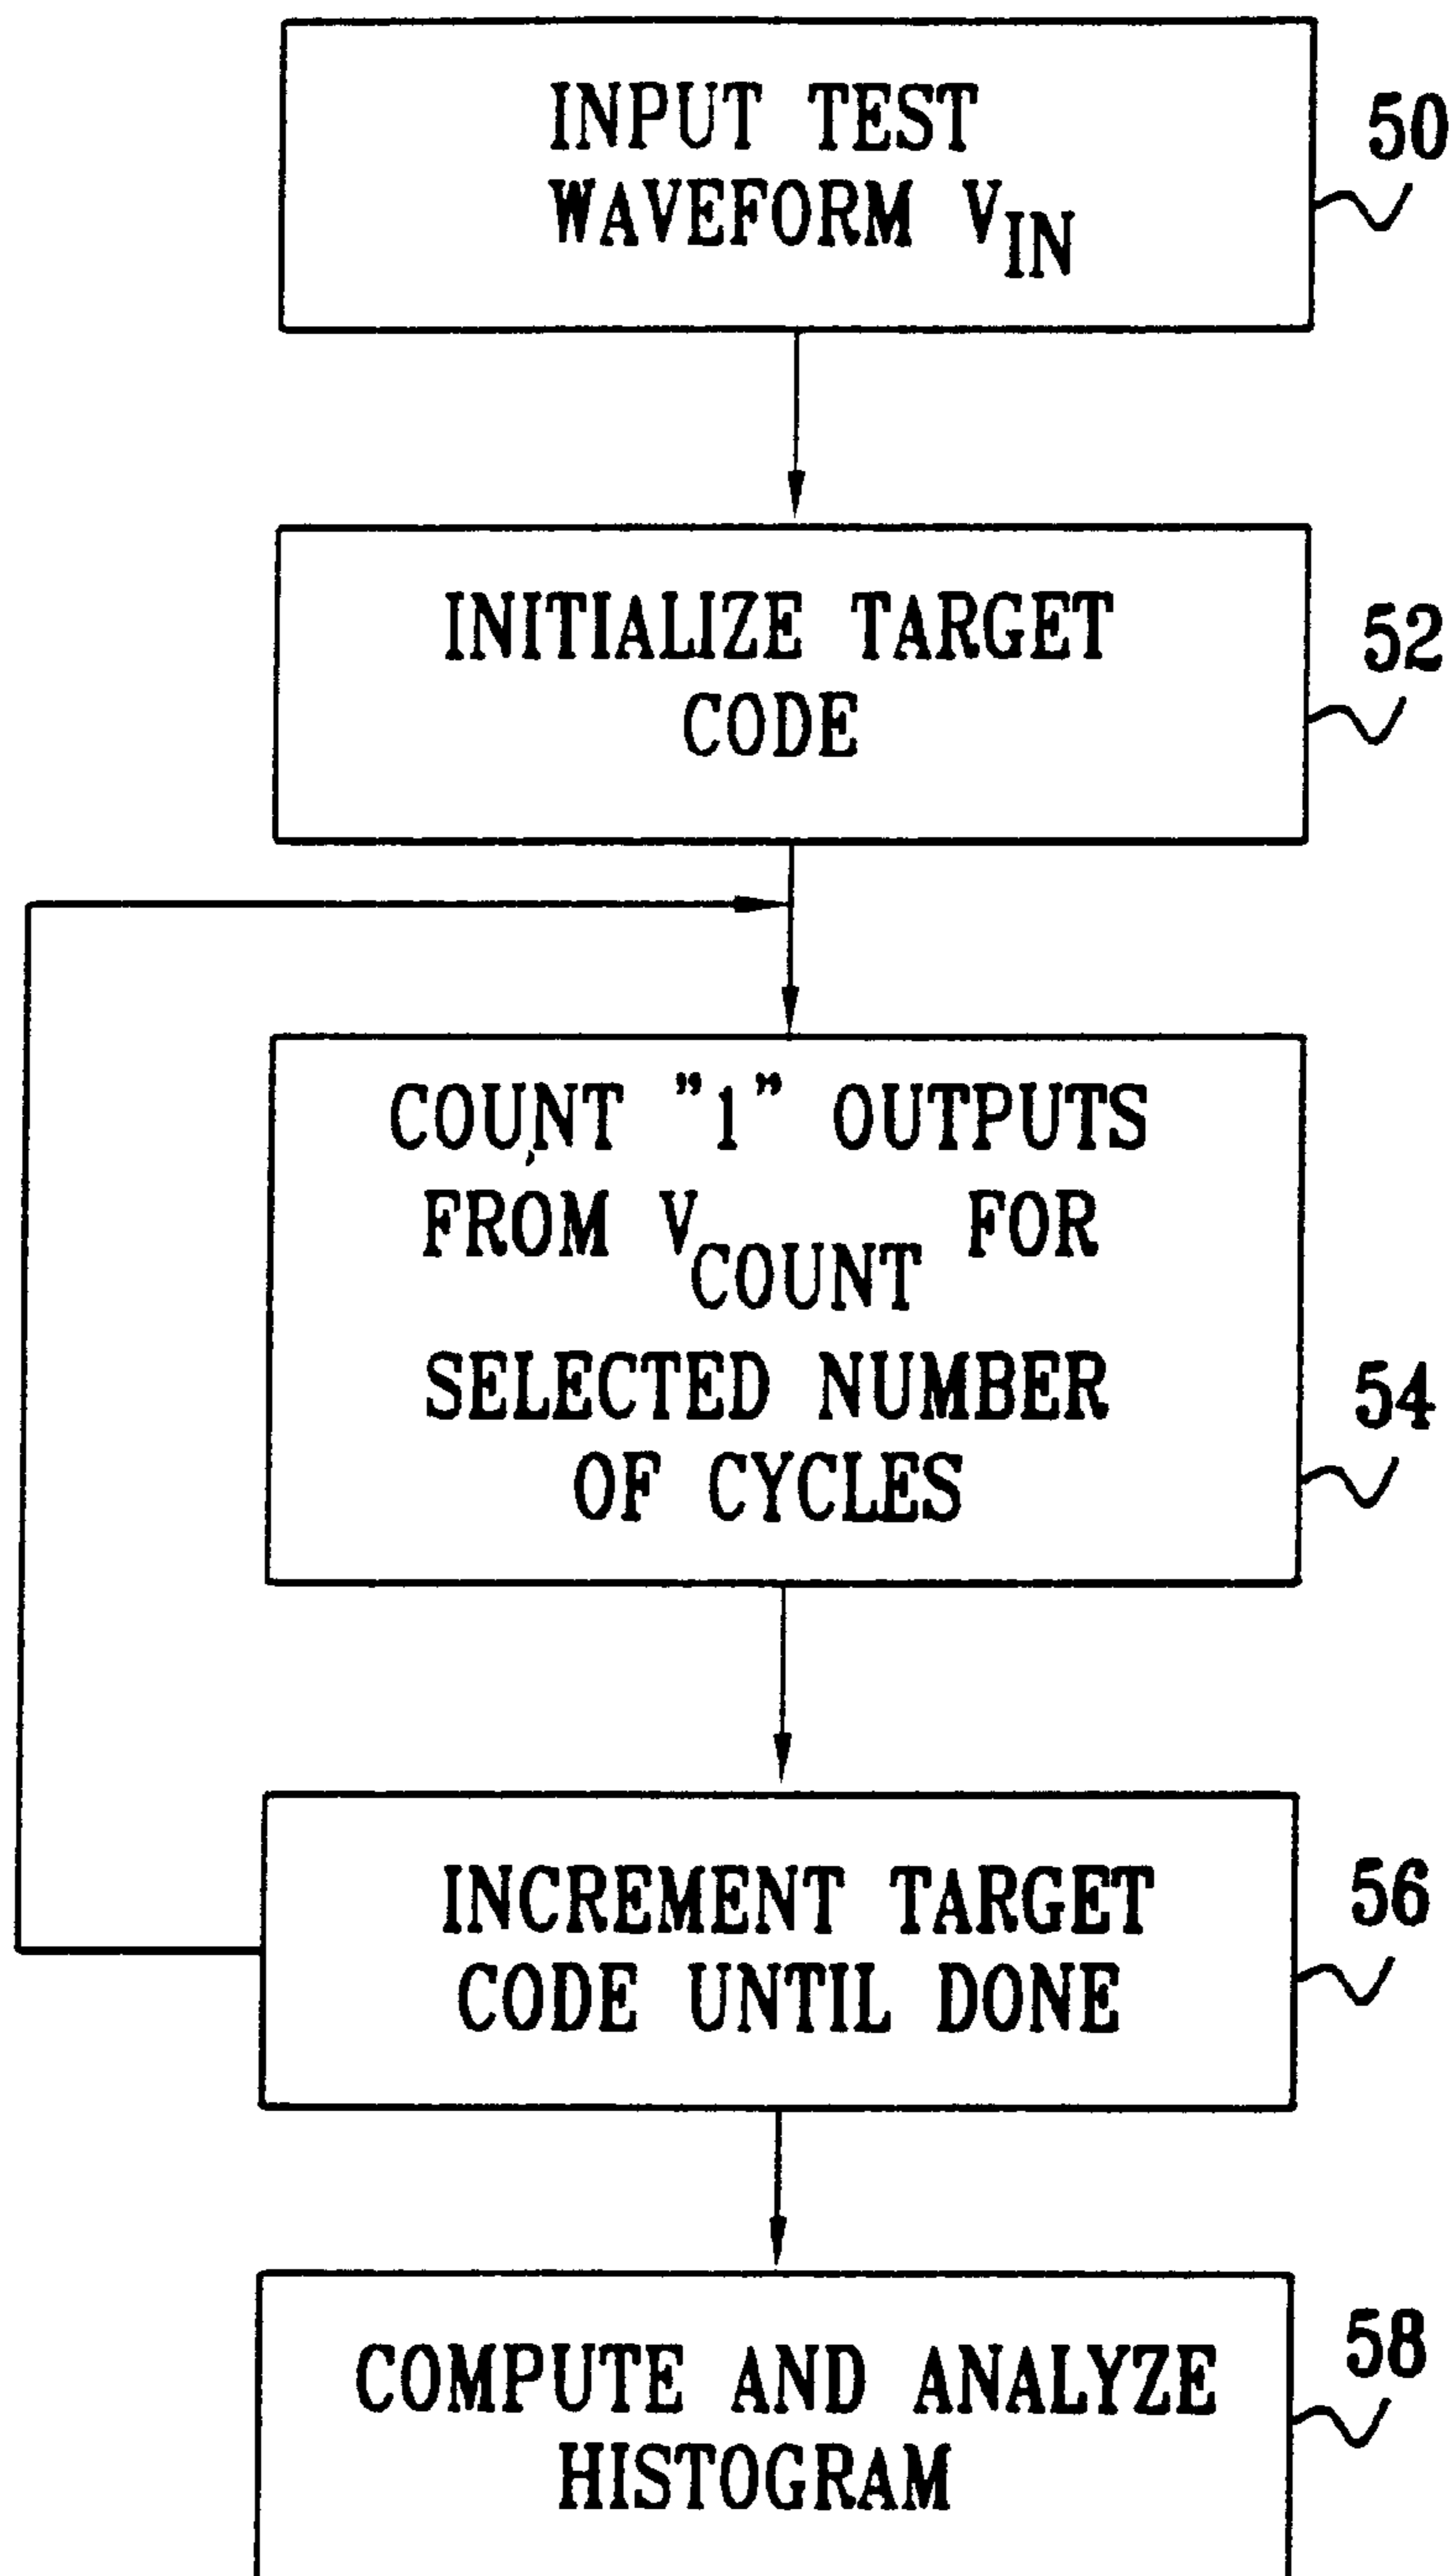 INPUT TEST
WAVEFORM VIN
50
INITIALIZE TARGET
CODE
52
COUNT "1" OUTPUTS
FROM VCOUNT FOR
SELECTED NUMBER
OF CYCLES
54
INCREMENT TARGET
CODE UNTIL DONE
56
COMPUTE AND ANALYZE
HISTOGRAM
58